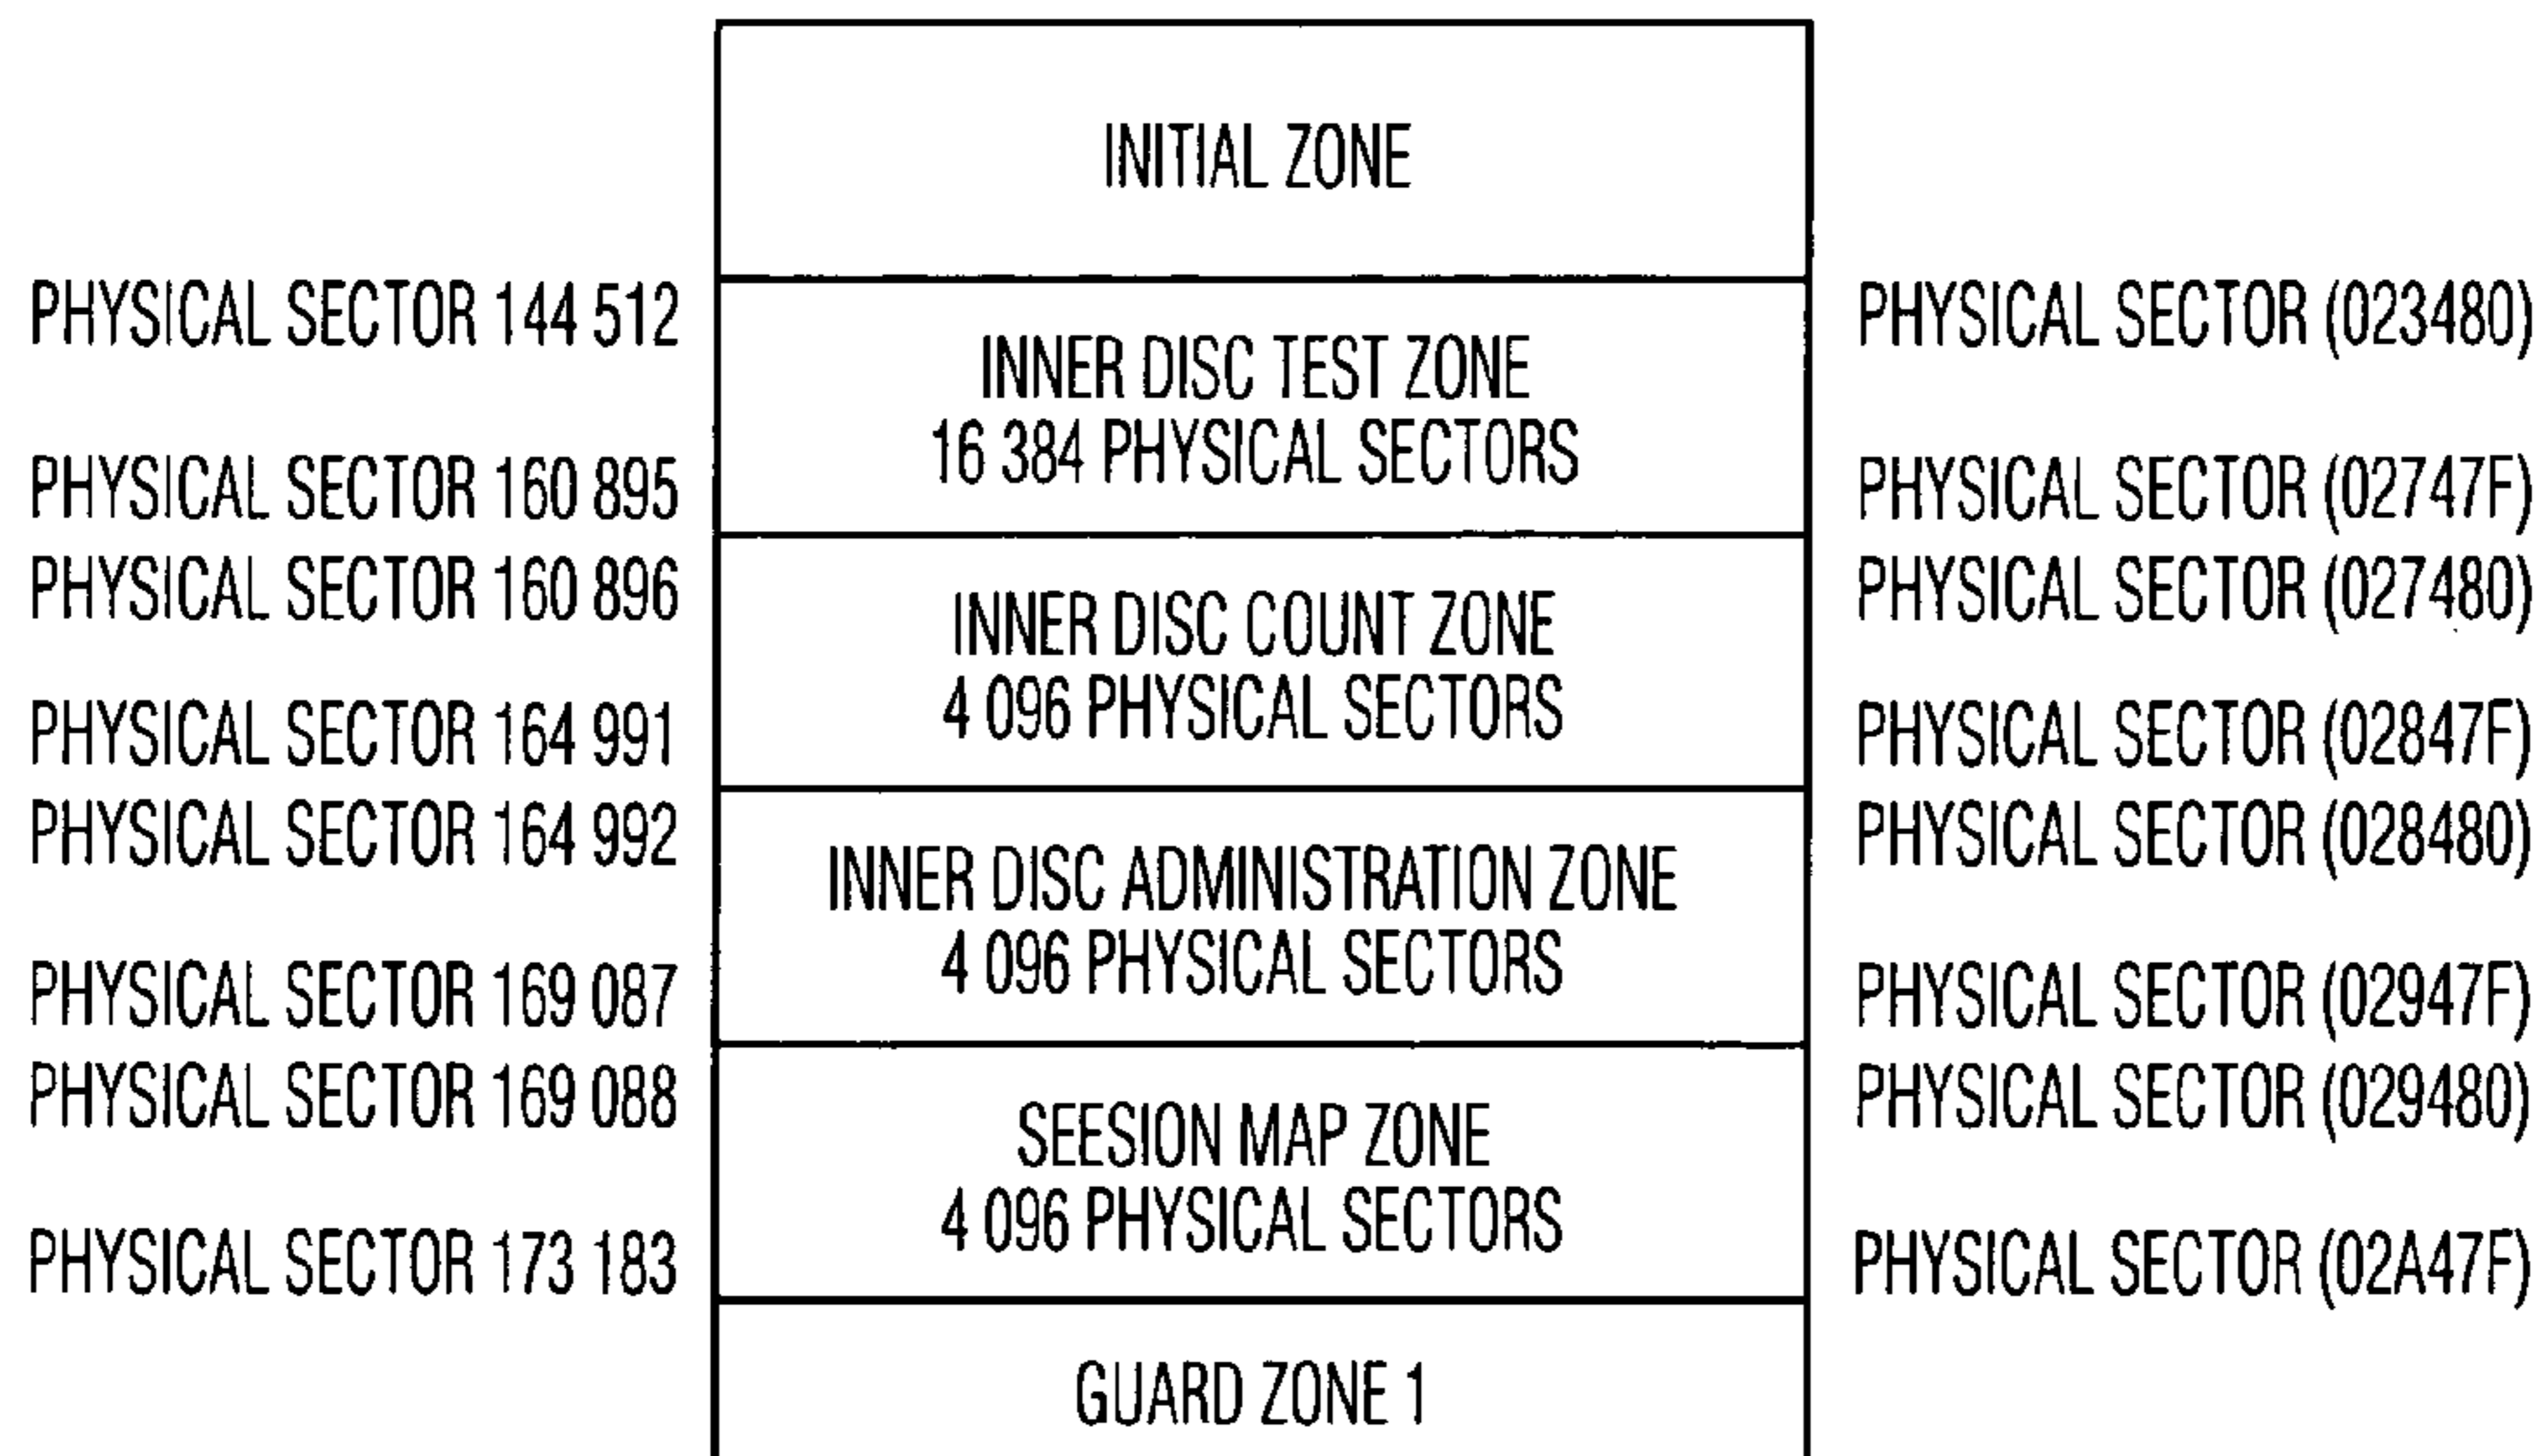 INITIAL ZONE
PHYSICAL SECTOR 144 512
PHYSICAL SECTOR (023480)
INNER DISC TEST ZONE
16 384 PHYSICAL SECTORS
PHYSICAL SECTOR 160 895
PHYSICAL SECTOR (02747F)
PHYSICAL SECTOR 160 896
PHYSICAL SECTOR (027480)
INNER DISC COUNT ZONE
4 096 PHYSICAL SECTORS
PHYSICAL SECTOR 164 991
PHYSICAL SECTOR (02847F)
PHYSICAL SECTOR 164 992
PHYSICAL SECTOR (028480)
INNER DISC ADMINISTRATION ZONE
4 096 PHYSICAL SECTORS
PHYSICAL SECTOR 169 087
PHYSICAL SECTOR (02947F)
PHYSICAL SECTOR 169 088
PHYSICAL SECTOR (029480)
SEESION MAP ZONE
4 096 PHYSICAL SECTORS
PHYSICAL SECTOR 173 183
PHYSICAL SECTOR (02A47F)
GUARD ZONE 1